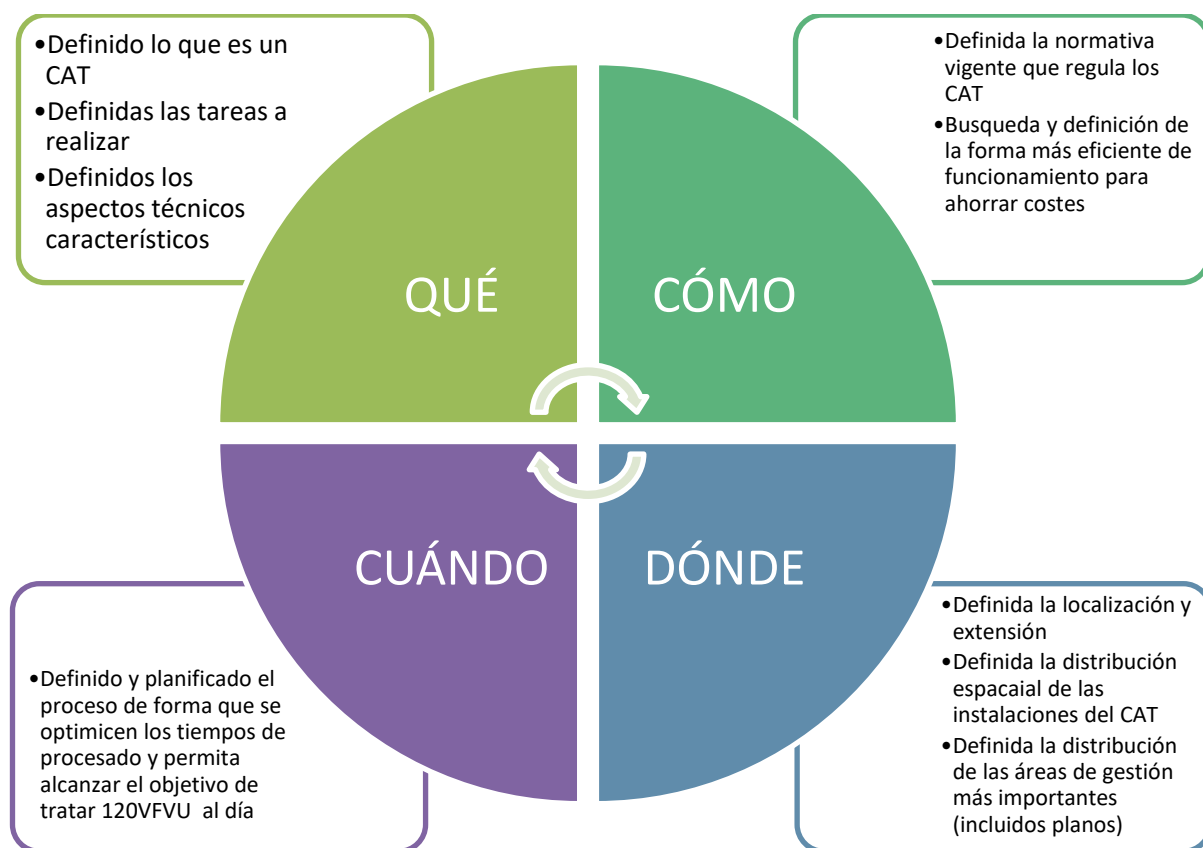 •Definido lo que es un
CAT
•Definidas las tareas a
realizar
•Definidos los
aspectos técnicos
característicos
•Definida la normativa
vigente que regula los
CAT
•Busqueda y definición de
la forma más eficiente de
funcionamiento para
ahorrar costes
QUÉ
CÓMO
CUÁNDO
DÓNDE
•Definido y planificado el
proceso de forma que se
optimicen los tiempos de
procesado y permita
alcanzar el objetivo de
tratar 120VFVU al día
•Definida la localización y
extensión
•Definida la distribución
espacaial de las
instalaciones del CAT
•Definida la distribución
de las áreas de gestión
más importantes
(incluidos planos)